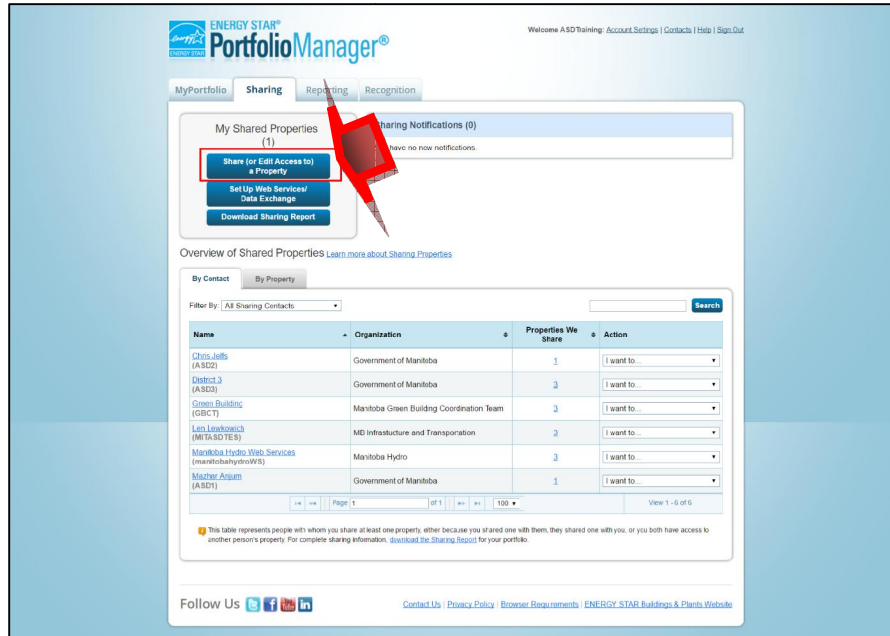 ENERGY STAR®
PortfolioManager®
Welcome ASDTraining: Account Settings | Contacts | Help | Sign Out
MyPortfolio Sharing Reporting Recognition
My Shared Properties
(1)
Share (or Edit Access to)
a Property
Set Up Web Services/
Data Exchange
Download Sharing Report
Sharing Notifications (0)
have no new notifications.
Overview of Shared Properties Learn more about Sharing Properties
By Contact By Property
Filter By: All Sharing Contacts
Search
Name Organization Properties We Share Action
Chris Jelfs
(ASD2)
Government of Manitoba 1 I want to...
District 3
(ASD3)
Government of Manitoba 3 I want to...
Green Building
(GBCT)
Manitoba Green Building Coordination Team 3 I want to...
Len Lewkowich
(MITASDTES)
MB Infrastucture and Transportation 3 I want to...
Manitoba Hydro Web Services
(manitobahydroWS)
Manitoba Hydro 3 I want to...
Mazhar Anjum
(ASD1)
Government of Manitoba 1 I want to...
Page 1 of 1 100 View 1 - 6 of 6
This table represents people with whom you share at least one property, either because you shared one with them, they shared one with you, or you both have access to
another person's property. For complete sharing information, download the Sharing Report for your portfolio.
Follow Us
Contact Us | Privacy Policy | Browser Requirements | ENERGY STAR Buildings & Plants Website